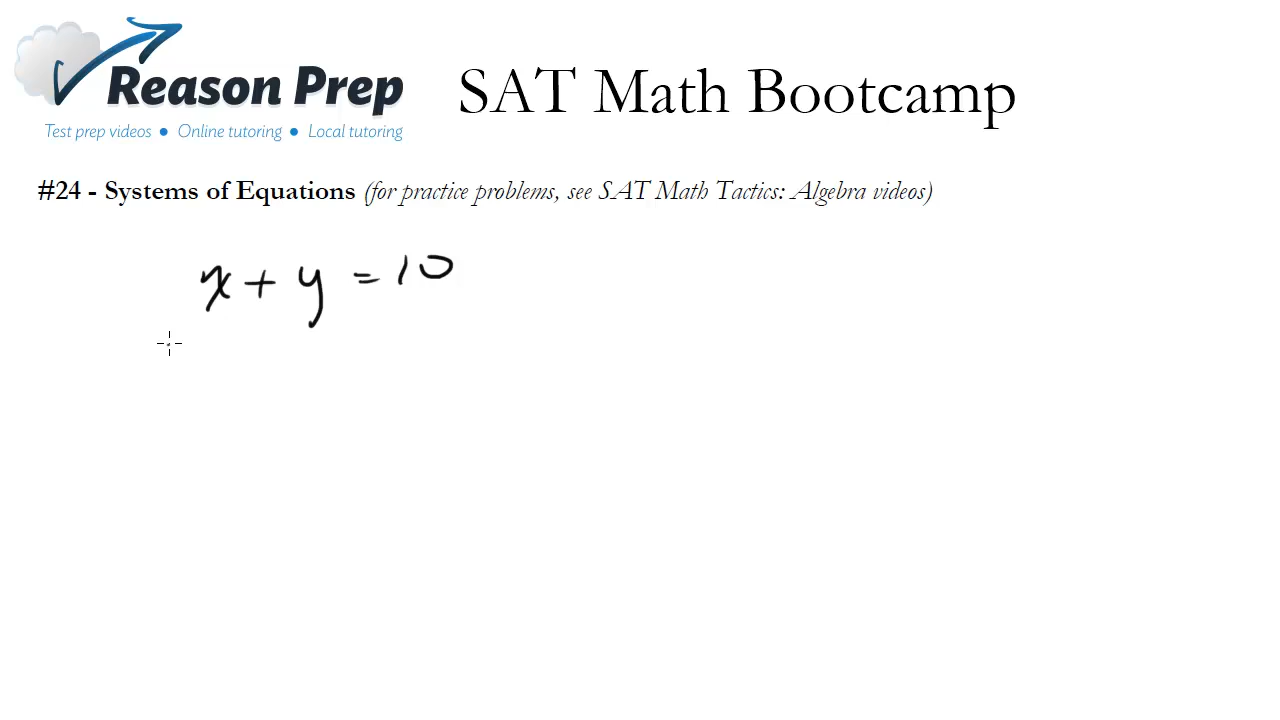 Reason Prep
Test prep videos ● Online tutoring ● Local tutoring
SAT Math Bootcamp
#24 - Systems of Equations (for practice problems, see SAT Math Tactics: Algebra videos)
x + y = 10